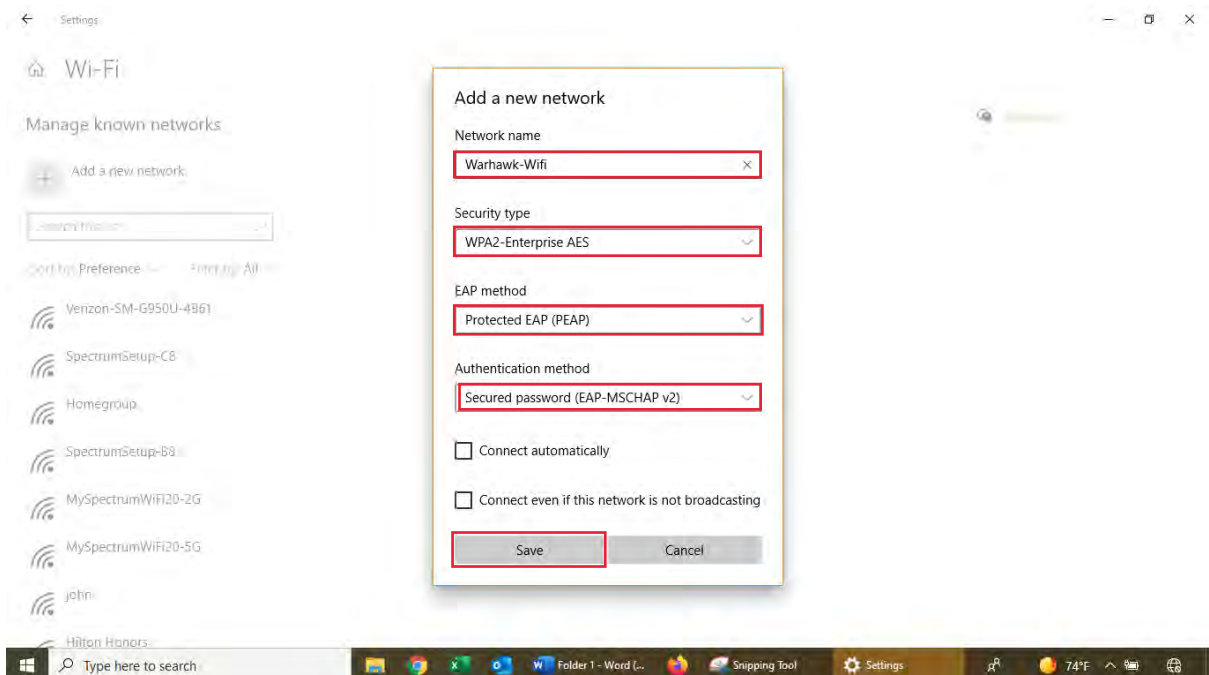 Settings
Wi-Fi
Manage known networks
Add a new network
Sort by: Preference Filter by: All
Verizon-SM-G950U-4B61
SpectrumSetup-C8
Homegroup
SpectrumSetup-B8
MySpectrumWiFi20-2G
MySpectrumWiFi20-5G
john
Hilton Honors
Add a new network
Network name
Warhawk-Wifi
Security type
WPA2-Enterprise AES
EAP method
Protected EAP (PEAP)
Authentication method
Secured password (EAP-MSCHAP v2)
Connect automatically
Connect even if this network is not broadcasting
Save Cancel
Type here to search Folder 1 - Word (... Snipping Tool Settings 74°F